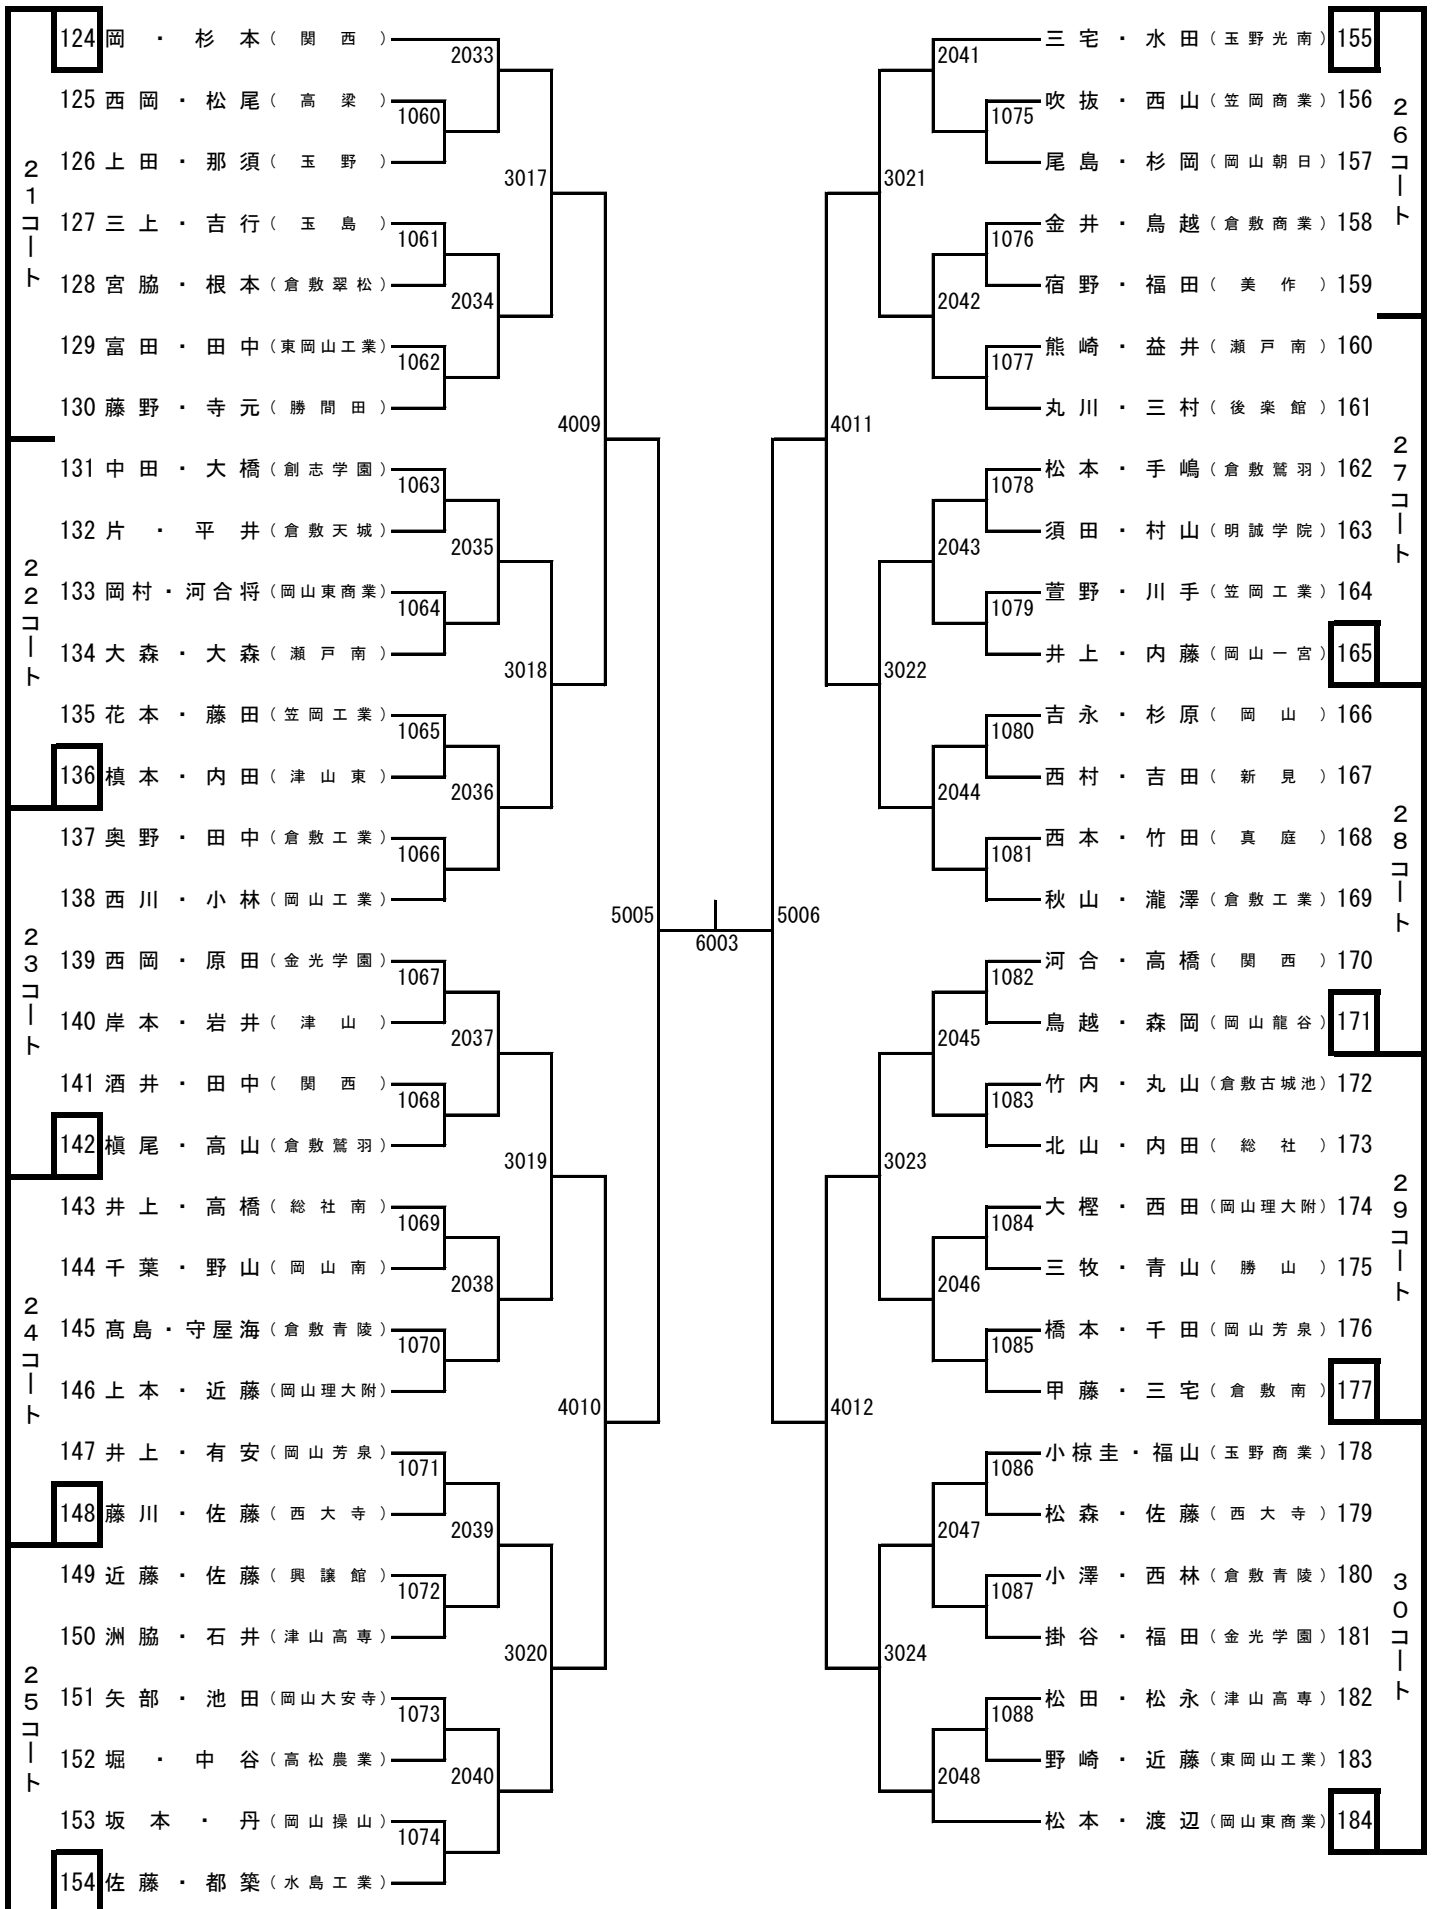 21コート
124 岡・杉本(関西)
125 西岡・松尾(高梁)
126 上田・那須(玉野)
127 三上・吉行(玉島)
128 宮脇・根本(倉敷翠松)
129 富田・田中(東岡山工業)
130 藤野・寺元(勝間田)
22コート
131 中田・大橋(創志学園)
132 片・平井(倉敷天城)
133 岡村・河合将(岡山東商業)
134 大森・大森(瀬戸南)
135 花本・藤田(笠岡工業)
136 槙本・内田(津山東)
23コート
137 奥野・田中(倉敷工業)
138 西川・小林(岡山工業)
139 西岡・原田(金光学園)
140 岸本・岩井(津山)
141 酒井・田中(関西)
142 槇尾・高山(倉敷鷲羽)
24コート
143 井上・高橋(総社南)
144 千葉・野山(岡山南)
145 髙島・守屋海(倉敷青陵)
146 上本・近藤(岡山理大附)
147 井上・有安(岡山芳泉)
148 藤川・佐藤(西大寺)
25コート
149 近藤・佐藤(興譲館)
150 洲脇・石井(津山高専)
151 矢部・池田(岡山大安寺)
152 堀・中谷(高松農業)
153 坂本・丹(岡山操山)
154 佐藤・都築(水島工業)
1060
1061
1062
1063
1064
1065
1066
1067
1068
1069
1070
1071
1072
1073
1074
2033
2034
2035
2036
2037
2038
2039
2040
3017
3018
3019
3020
4009
4010
5005
6003
5006
4011
4012
3021
3022
3023
3024
2041
2042
2043
2044
2045
2046
2047
2048
1075
1076
1077
1078
1079
1080
1081
1082
1083
1084
1085
1086
1087
1088
26コート
三宅・水田(玉野光南) 155
吹抜・西山(笠岡商業) 156
尾島・杉岡(岡山朝日) 157
金井・鳥越(倉敷商業) 158
宿野・福田(美作) 159
27コート
熊崎・益井(瀬戸南) 160
丸川・三村(後楽館) 161
松本・手嶋(倉敷鷲羽) 162
須田・村山(明誠学院) 163
萱野・川手(笠岡工業) 164
井上・内藤(岡山一宮) 165
28コート
吉永・杉原(岡山) 166
西村・吉田(新見) 167
西本・竹田(真庭) 168
秋山・瀧澤(倉敷工業) 169
河合・高橋(関西) 170
鳥越・森岡(岡山龍谷) 171
29コート
竹内・丸山(倉敷古城池) 172
北山・内田(総社) 173
大樫・西田(岡山理大附) 174
三牧・青山(勝山) 175
橋本・千田(岡山芳泉) 176
甲藤・三宅(倉敷南) 177
30コート
小椋圭・福山(玉野商業) 178
松森・佐藤(西大寺) 179
小澤・西林(倉敷青陵) 180
掛谷・福田(金光学園) 181
松田・松永(津山高専) 182
野崎・近藤(東岡山工業) 183
松本・渡辺(岡山東商業) 184